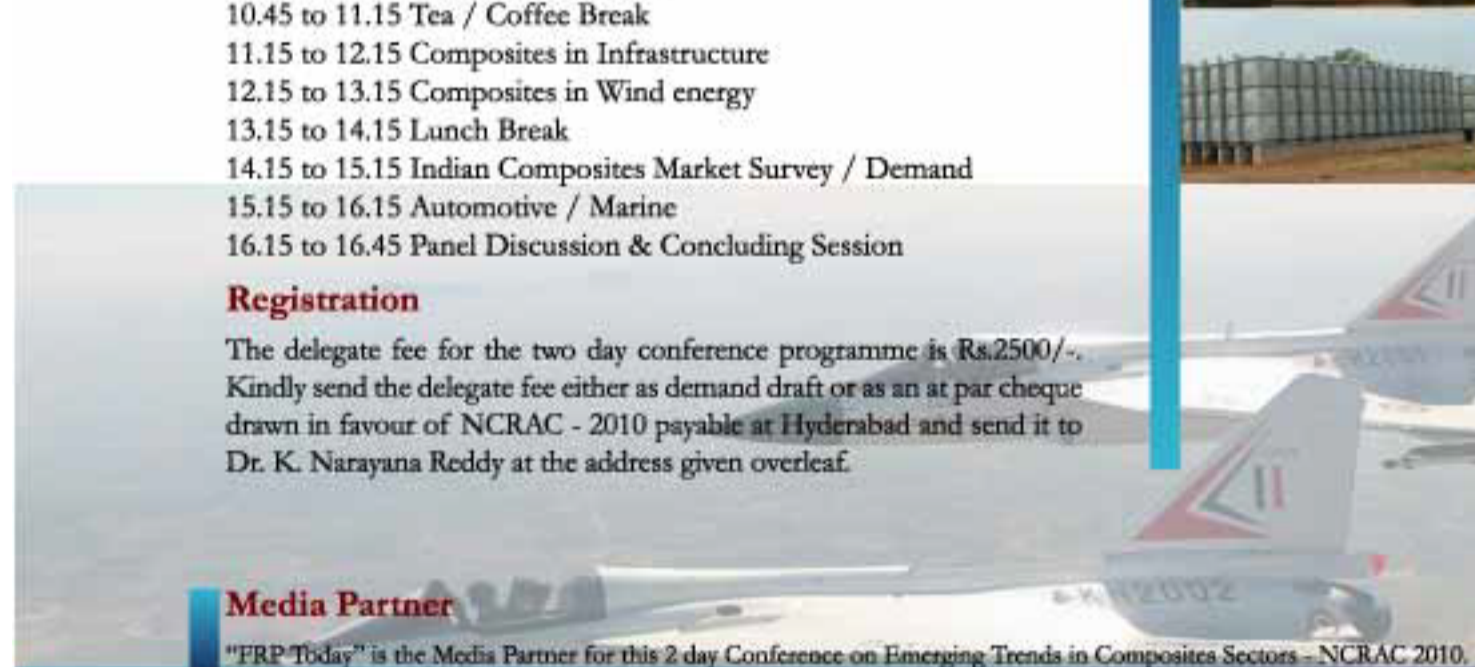 10.45 to 11.15 Tea / Coffee Break
11.15 to 12.15 Composites in Infrastructure
12.15 to 13.15 Composites in Wind energy
13.15 to 14.15 Lunch Break
14.15 to 15.15 Indian Composites Market Survey / Demand
15.15 to 16.15 Automotive / Marine
16.15 to 16.45 Panel Discussion & Concluding Session
Registration
The delegate fee for the two day conference programme is Rs.2500/-.
Kindly send the delegate fee either as demand draft or as an at par cheque
drawn in favour of NCRAC - 2010 payable at Hyderabad and send it to
Dr. K. Narayana Reddy at the address given overleaf.
KH2002
Media Partner
"FRP Today" is the Media Partner for this 2 day Conference on Emerging Trends in Composites Sectors - NCRAC 2010.